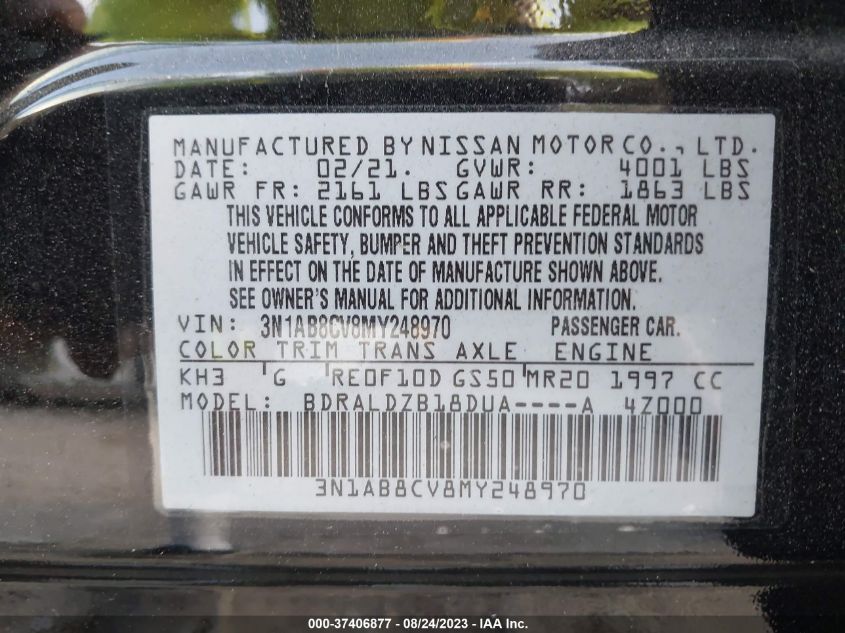 MANUFACTURED BY NISSAN MOTOR CO., LTD.
DATE: 02/21. GVWR: 4001 LBS
GAWR FR: 2161 LBS GAWR RR: 1863 LBS
THIS VEHICLE CONFORMS TO ALL APPLICABLE FEDERAL MOTOR
VEHICLE SAFETY, BUMPER AND THEFT PREVENTION STANDARDS
IN EFFECT ON THE DATE OF MANUFACTURE SHOWN ABOVE.
SEE OWNER'S MANUAL FOR ADDITIONAL INFORMATION.
VIN: 3N1AB8CV8MY248970 PASSENGER CAR.
COLOR TRIM TRANS AXLE ENGINE
KH3 G RE0F10D GS50 MR20 1997 CC
MODEL: BDRALDZB18DUA----A 4Z000
3N1AB8CV8MY248970
000-37406877 - 08/24/2023 - IAA Inc.